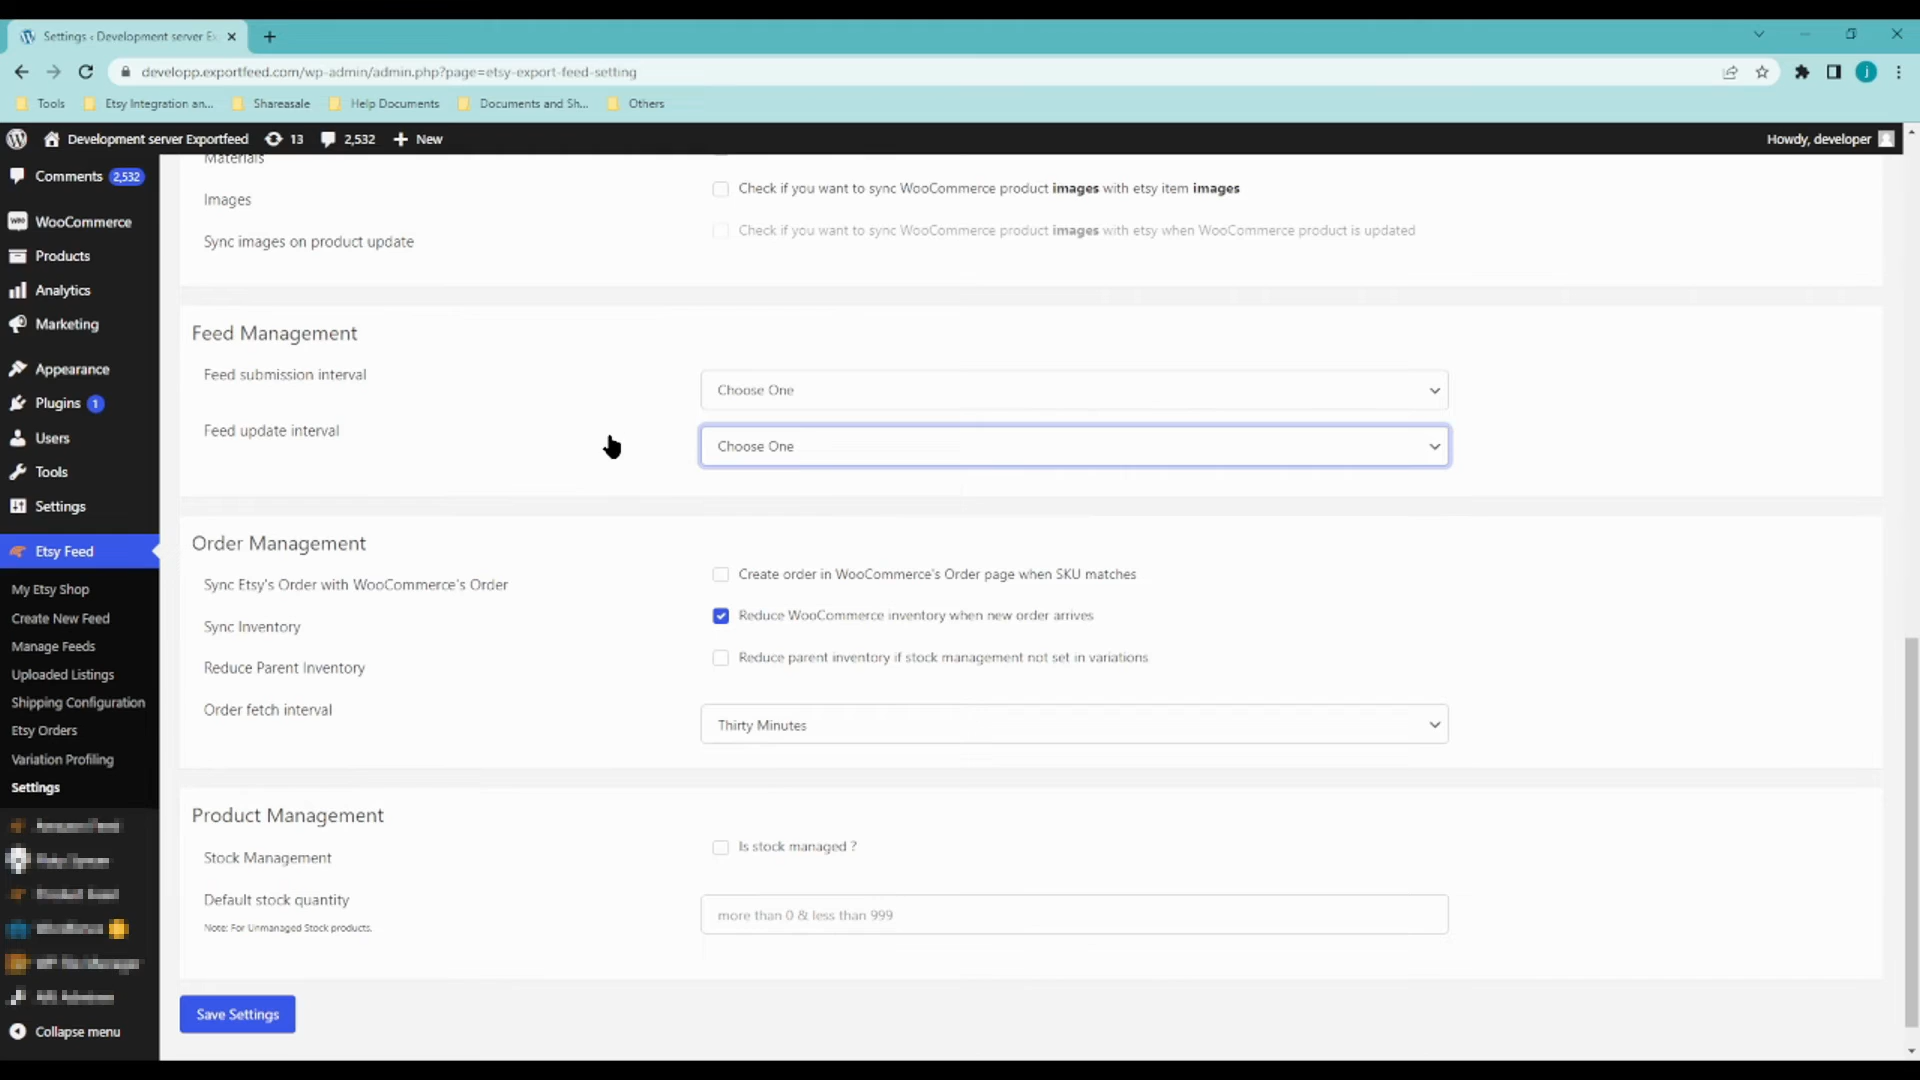 Settings ‹ Development server Ex
developp.exportfeed.com/wp-admin/admin.php?page=etsy-export-feed-setting
j
Tools
Etsy Integration an...
Shareasale
Help Documents
Documents and Sh...
Others
Development server Exportfeed
13
2,532
New
Howdy, developer
Comments 2,532
WooCommerce
Products
Analytics
Marketing
Appearance
Plugins 1
Users
Tools
Settings
Etsy Feed
My Etsy Shop
Create New Feed
Manage Feeds
Uploaded Listings
Shipping Configuration
Etsy Orders
Variation Profiling
Settings
Collapse menu
Materials
Images
Check if you want to sync WooCommerce product images with etsy item images
Sync images on product update
Check if you want to sync WooCommerce product images with etsy when WooCommerce product is updated
Feed Management
Feed submission interval
Choose One
Feed update interval
Choose One
Order Management
Sync Etsy's Order with WooCommerce's Order
Create order in WooCommerce's Order page when SKU matches
Sync Inventory
Reduce WooCommerce inventory when new order arrives
Reduce Parent Inventory
Reduce parent inventory if stock management not set in variations
Order fetch interval
Thirty Minutes
Product Management
Stock Management
Is stock managed ?
Default stock quantity
more than 0 & less than 999
Note: For Unmanaged Stock products.
Save Settings